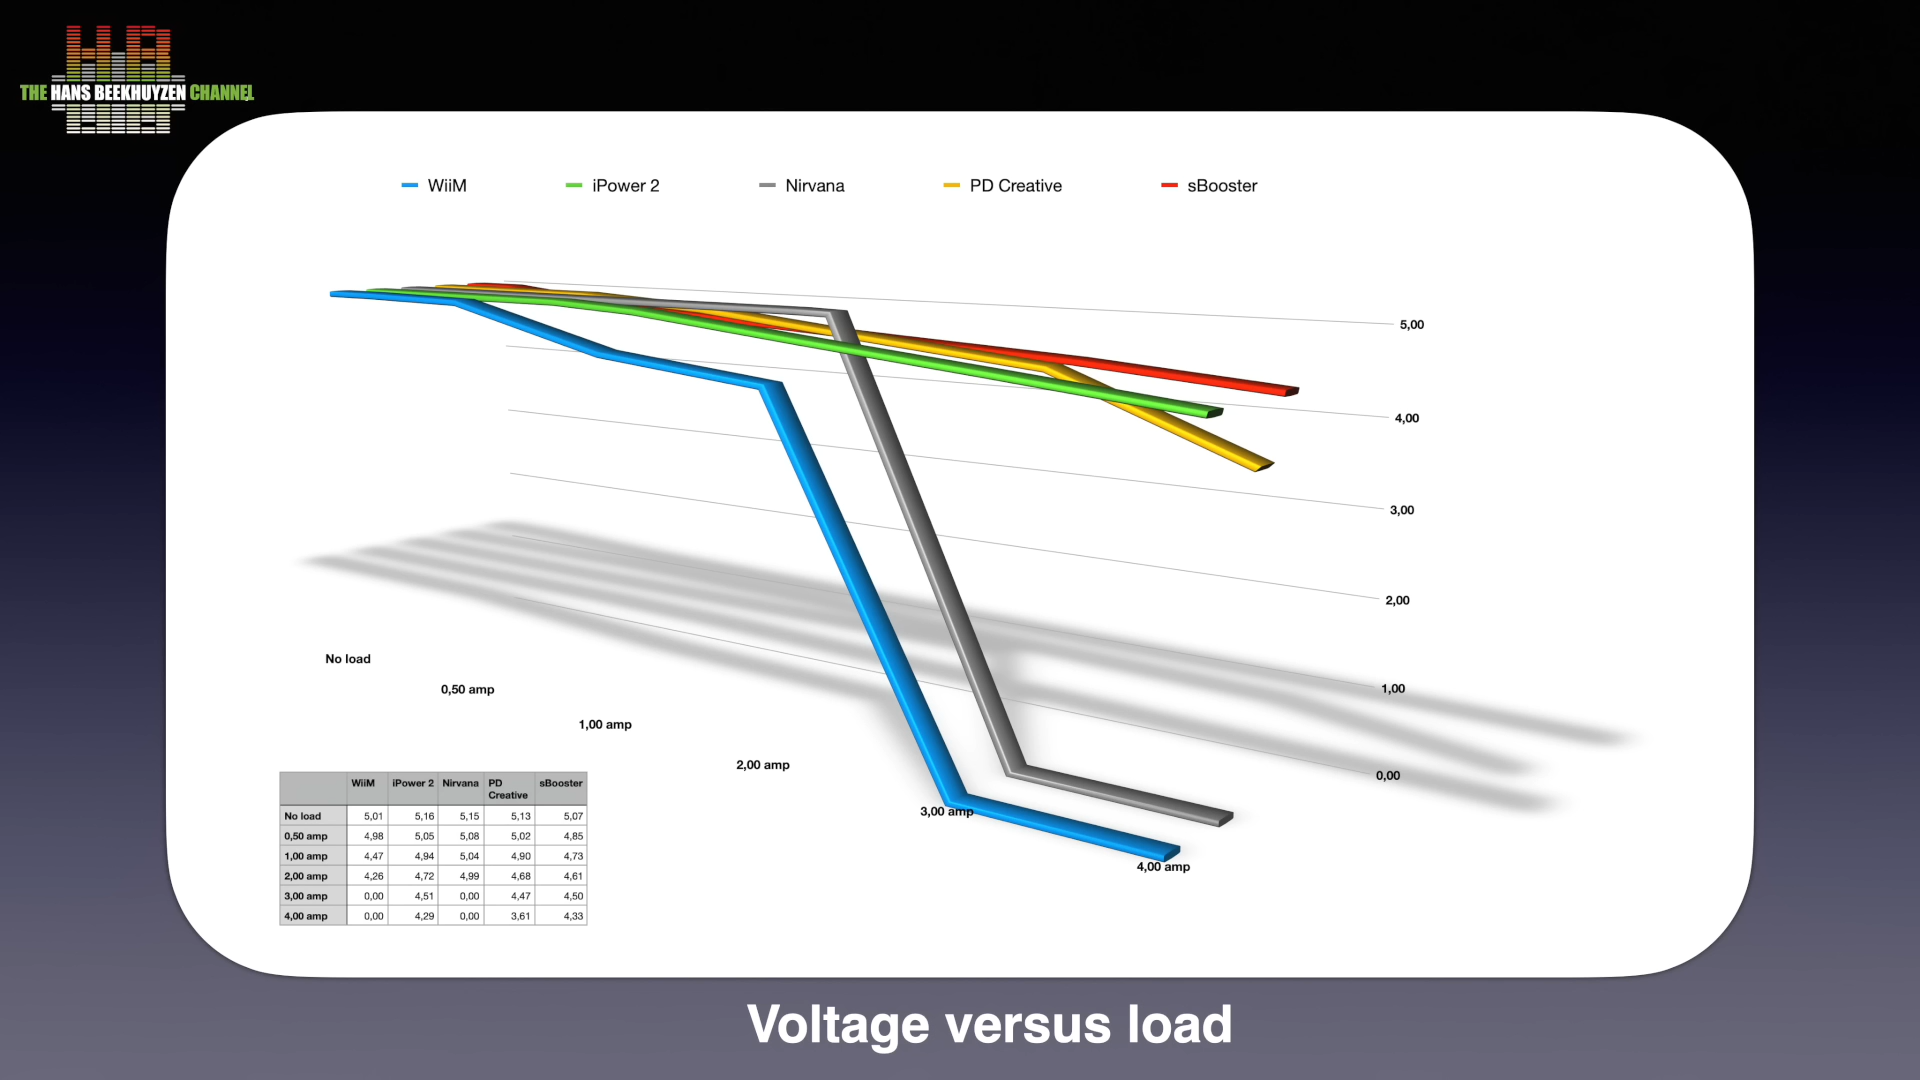 THE HANS BEEKHUYZEN CHANNEL
WiiM iPower 2 Nirvana PD Creative sBooster
5,00
4,00
3,00
2,00
1,00
0,00
No load
0,50 amp
1,00 amp
2,00 amp
3,00 amp
4,00 amp
WiiM iPower 2 Nirvana PD Creative sBooster
No load 5,01 5,16 5,15 5,13 5,07
0,50 amp 4,98 5,05 5,08 5,02 4,85
1,00 amp 4,47 4,94 5,04 4,90 4,73
2,00 amp 4,26 4,72 4,99 4,68 4,61
3,00 amp 0,00 4,51 0,00 4,47 4,50
4,00 amp 0,00 4,29 0,00 3,61 4,33
Voltage versus load